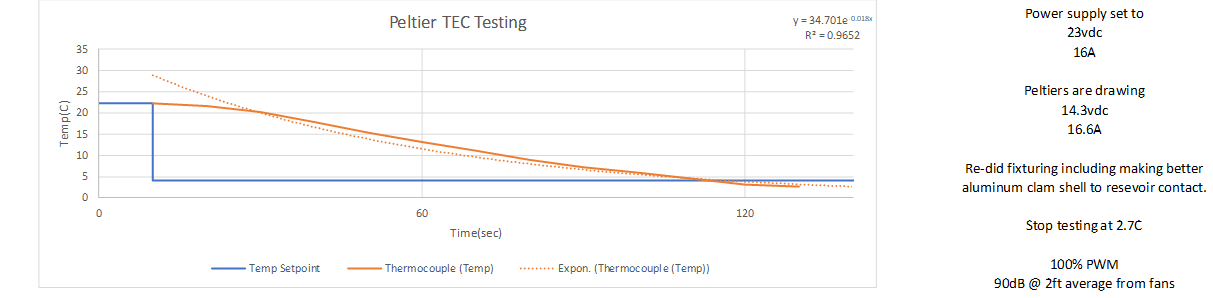 Peltier TEC Testing
y = 34.701e^-0.018x
R² = 0.9652
35
30
25
20
15
10
5
0
Temp(C)
0 60 120
Time(sec)
Temp Setpoint Thermocouple (Temp) Expon. (Thermocouple (Temp))
Power supply set to
23vdc
16A
Peltiers are drawing
14.3vdc
16.6A
Re-did fixturing including making better
aluminum clam shell to resevoir contact.
Stop testing at 2.7C
100% PWM
90dB @ 2ft average from fans